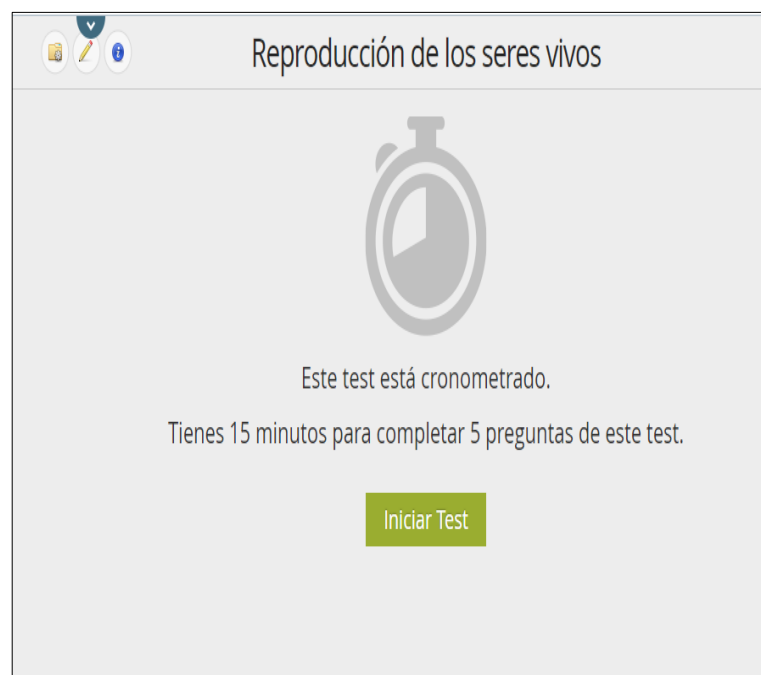 Reproducción de los seres vivos
Este test está cronometrado.
Tienes 15 minutos para completar 5 preguntas de este test.
Iniciar Test